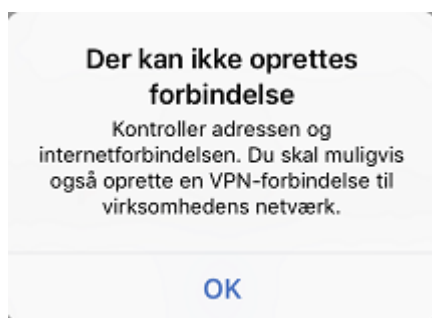 Der kan ikke oprettes
forbindelse
Kontroller adressen og
internetforbindelsen. Du skal muligvis
også oprette en VPN-forbindelse til
virksomhedens netværk.
OK